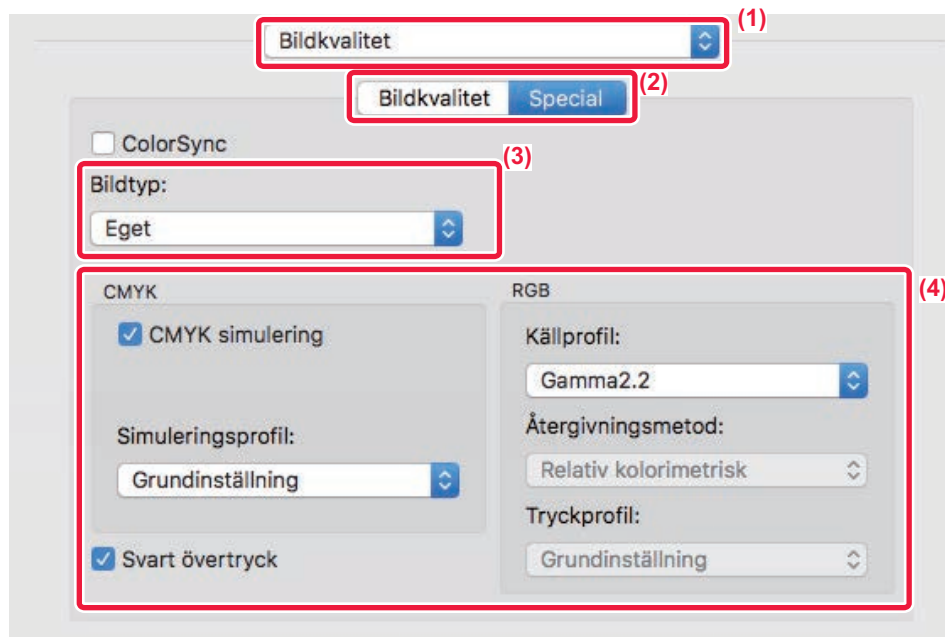 (1)
Bildkvalitet
(2)
Bildkvalitet Special
ColorSync
(3)
Bildtyp:
Eget
(4)
CMYK
CMYK simulering
Simuleringsprofil:
Grundinställning
Svart övertryck
RGB
Källprofil:
Gamma2.2
Återgivningsmetod:
Relativ kolorimetrisk
Tryckprofil:
Grundinställning